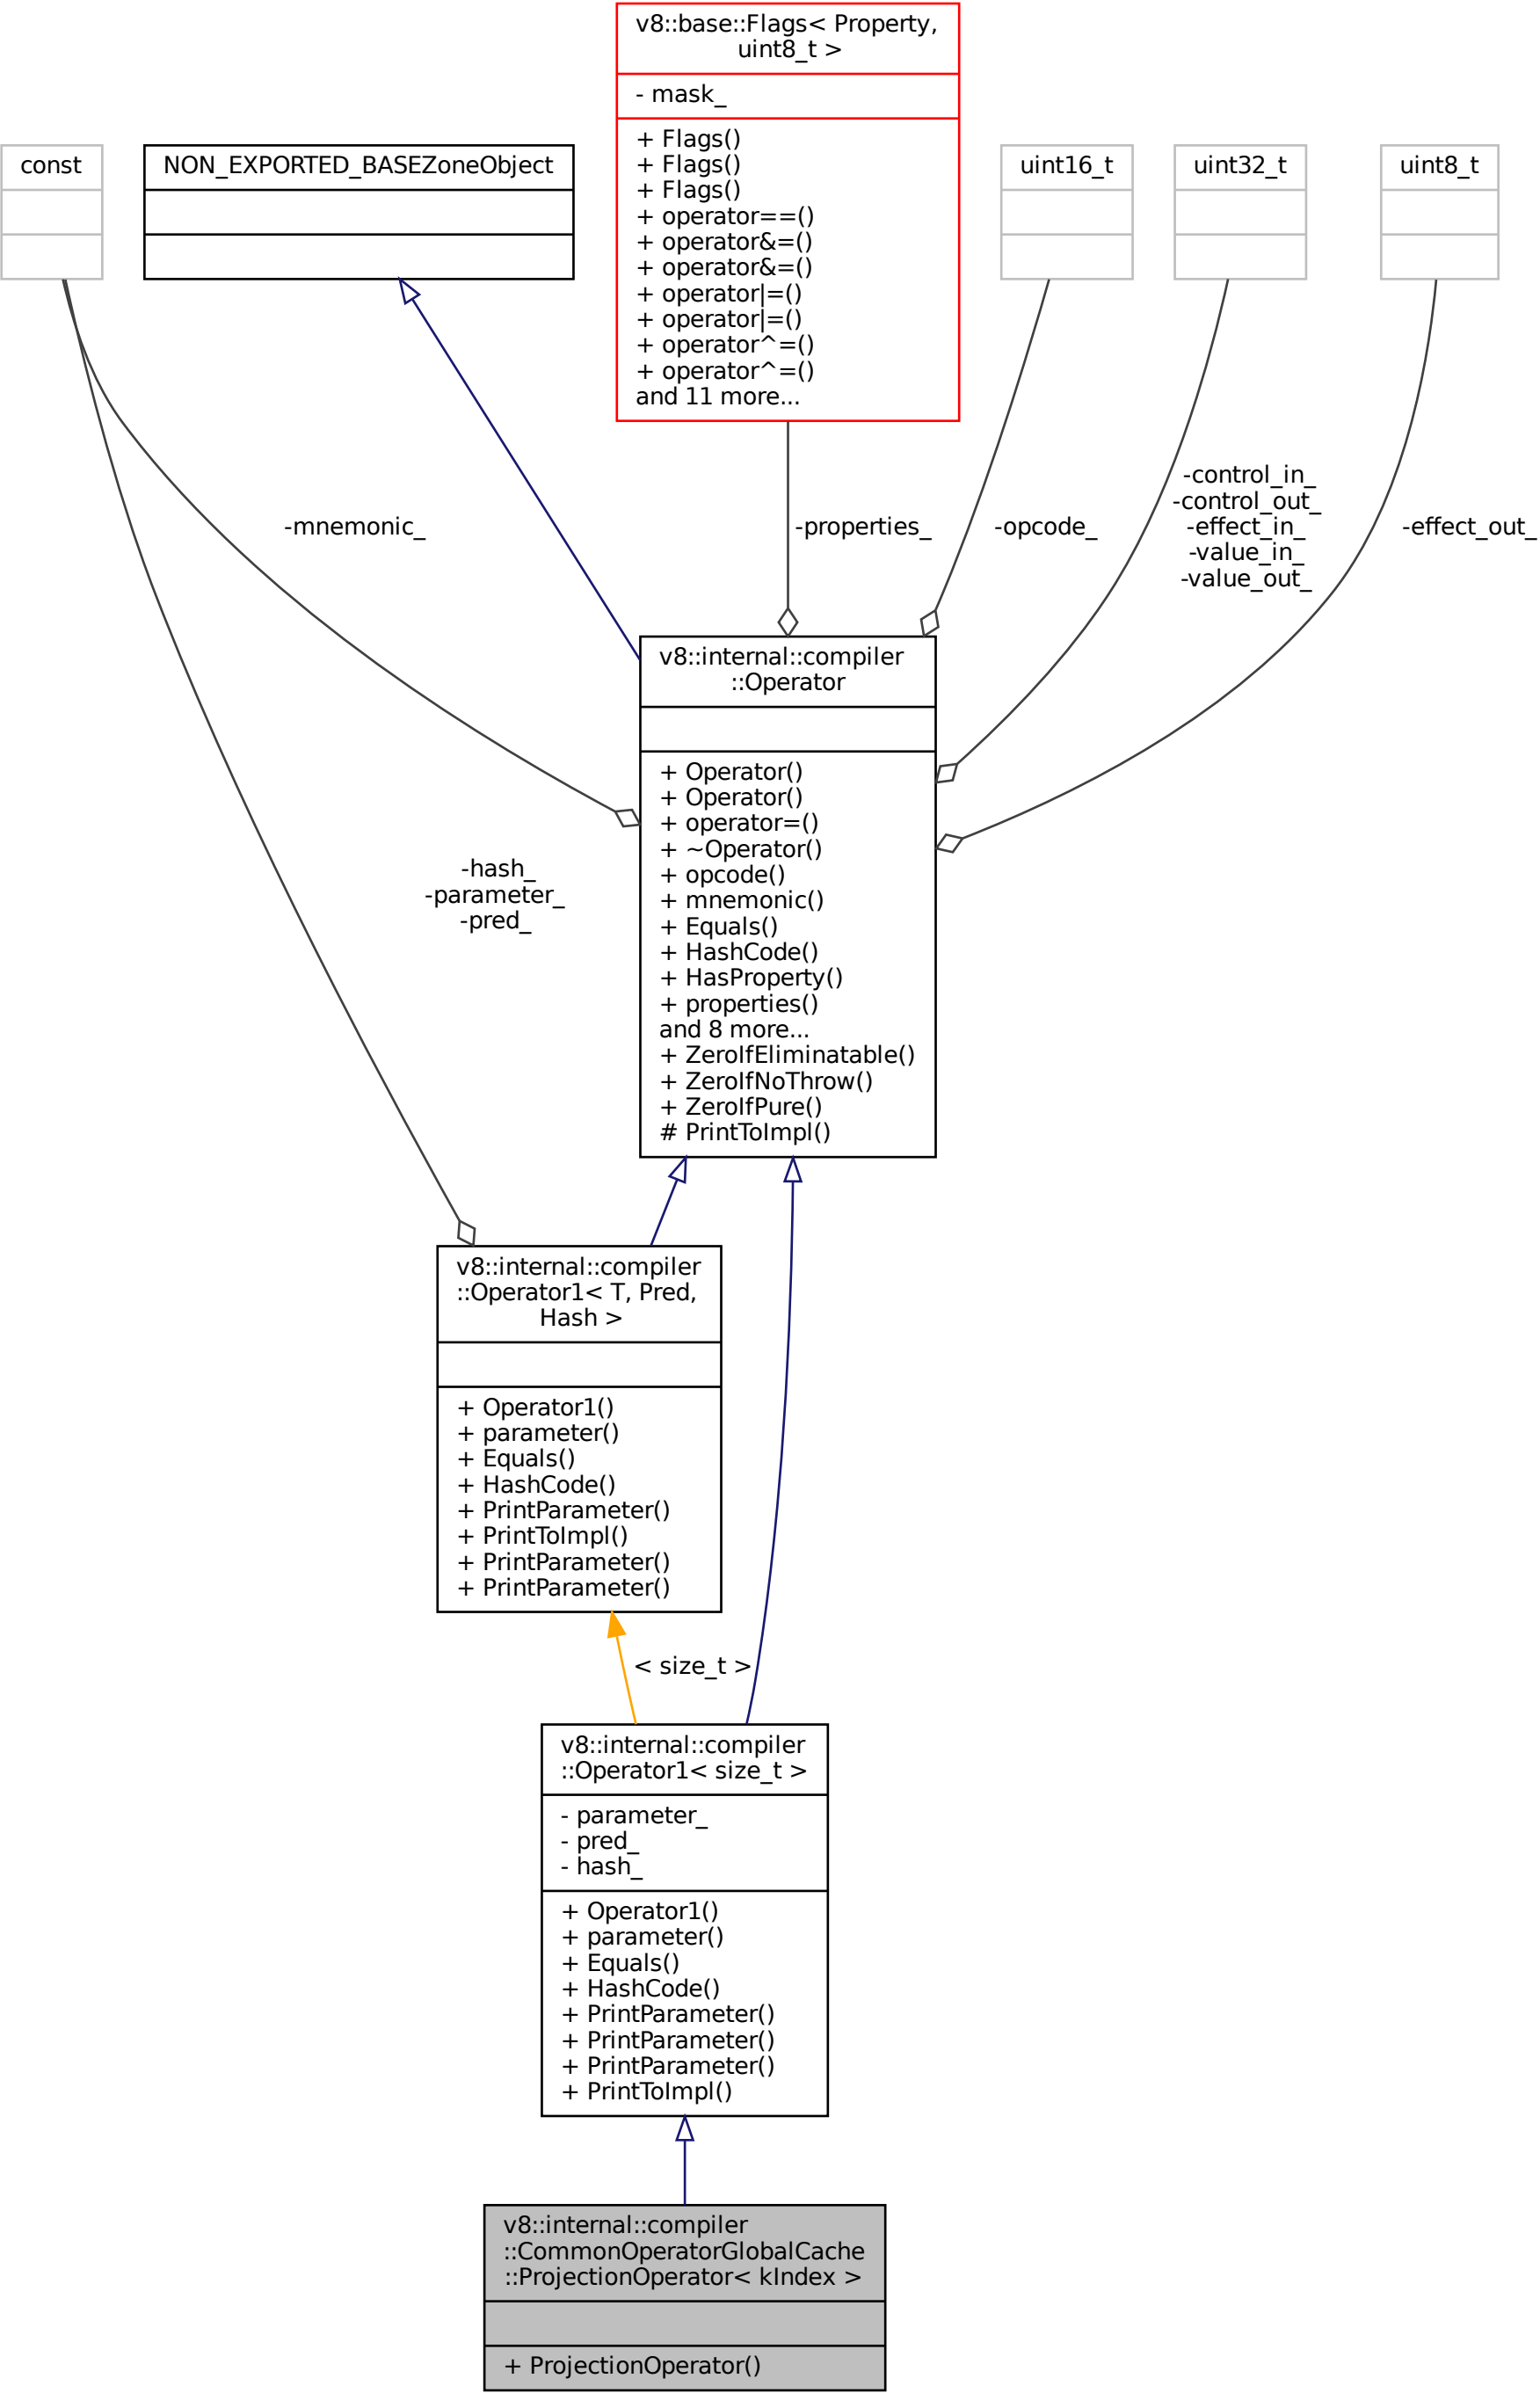 v8::base::Flags< Property,
uint8_t >
- mask_
+ Flags()
+ Flags()
+ Flags()
+ operator==()
+ operator&=()
+ operator&=()
+ operator|=()
+ operator|=()
+ operator^=()
+ operator^=()
and 11 more...
const
NON_EXPORTED_BASEZoneObject
uint16_t
uint32_t
uint8_t
-mnemonic_
-properties_
-opcode_
-control_in_
-control_out_
-effect_in_
-value_in_
-value_out_
-effect_out_
v8::internal::compiler
::Operator
+ Operator()
+ Operator()
+ operator=()
+ ~Operator()
+ opcode()
+ mnemonic()
+ Equals()
+ HashCode()
+ HasProperty()
+ properties()
and 8 more...
+ ZeroIfEliminatable()
+ ZeroIfNoThrow()
+ ZeroIfPure()
# PrintToImpl()
-hash_
-parameter_
-pred_
v8::internal::compiler
::Operator1< T, Pred,
Hash >
+ Operator1()
+ parameter()
+ Equals()
+ HashCode()
+ PrintParameter()
+ PrintToImpl()
+ PrintParameter()
+ PrintParameter()
< size_t >
v8::internal::compiler
::Operator1< size_t >
- parameter_
- pred_
- hash_
+ Operator1()
+ parameter()
+ Equals()
+ HashCode()
+ PrintParameter()
+ PrintParameter()
+ PrintParameter()
+ PrintToImpl()
v8::internal::compiler
::CommonOperatorGlobalCache
::ProjectionOperator< kIndex >
+ ProjectionOperator()